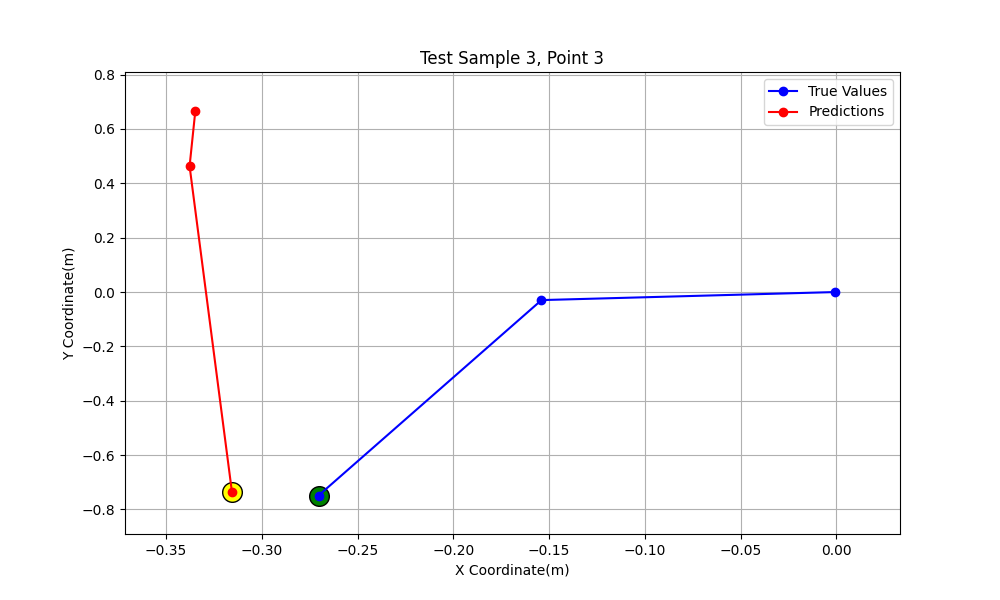 Test Sample 3, Point 3
True Values
Predictions
0.8
0.6
0.4
0.2
0.0
−0.2
−0.4
−0.6
−0.8
Y Coordinate(m)
−0.35 −0.30 −0.25 −0.20 −0.15 −0.10 −0.05 0.00
X Coordinate(m)